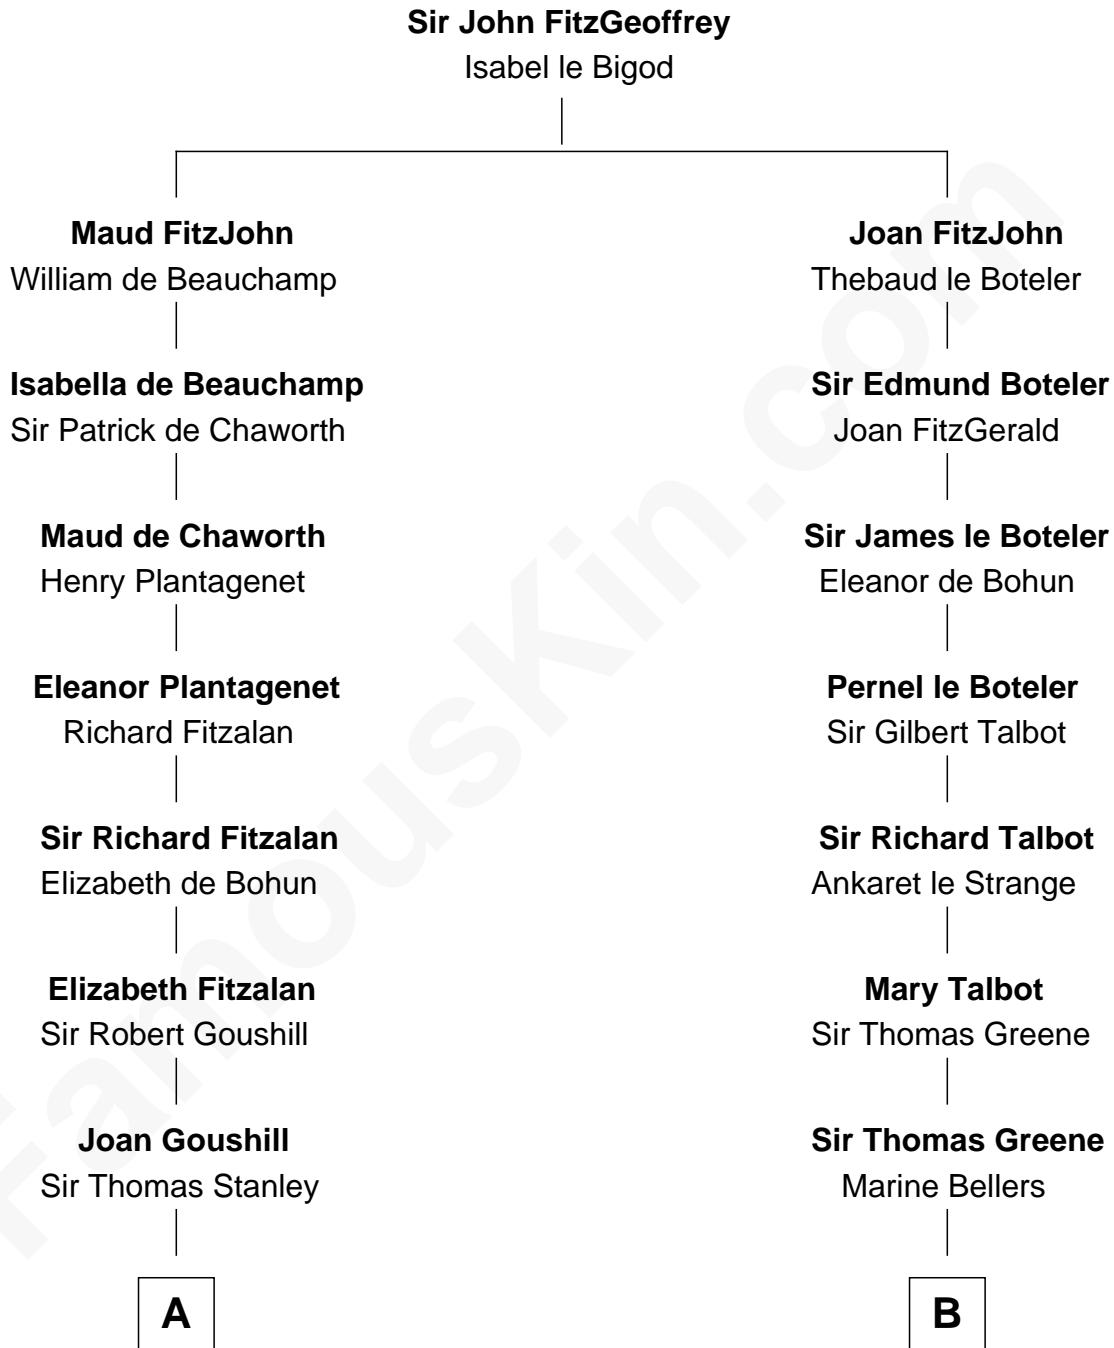 Sir John FitzGeoffrey
Isabel le Bigod
Maud FitzJohn
William de Beauchamp
Joan FitzJohn
Thebaud le Boteler
Isabella de Beauchamp
Sir Patrick de Chaworth
Sir Edmund Boteler
Joan FitzGerald
Maud de Chaworth
Henry Plantagenet
Sir James le Boteler
Eleanor de Bohun
Eleanor Plantagenet
Richard Fitzalan
Pernel le Boteler
Sir Gilbert Talbot
Sir Richard Fitzalan
Elizabeth de Bohun
Sir Richard Talbot
Ankaret le Strange
Elizabeth Fitzalan
Sir Robert Goushill
Mary Talbot
Sir Thomas Greene
Joan Goushill
Sir Thomas Stanley
Sir Thomas Greene
Marine Bellers
A
B
FamousKin.com